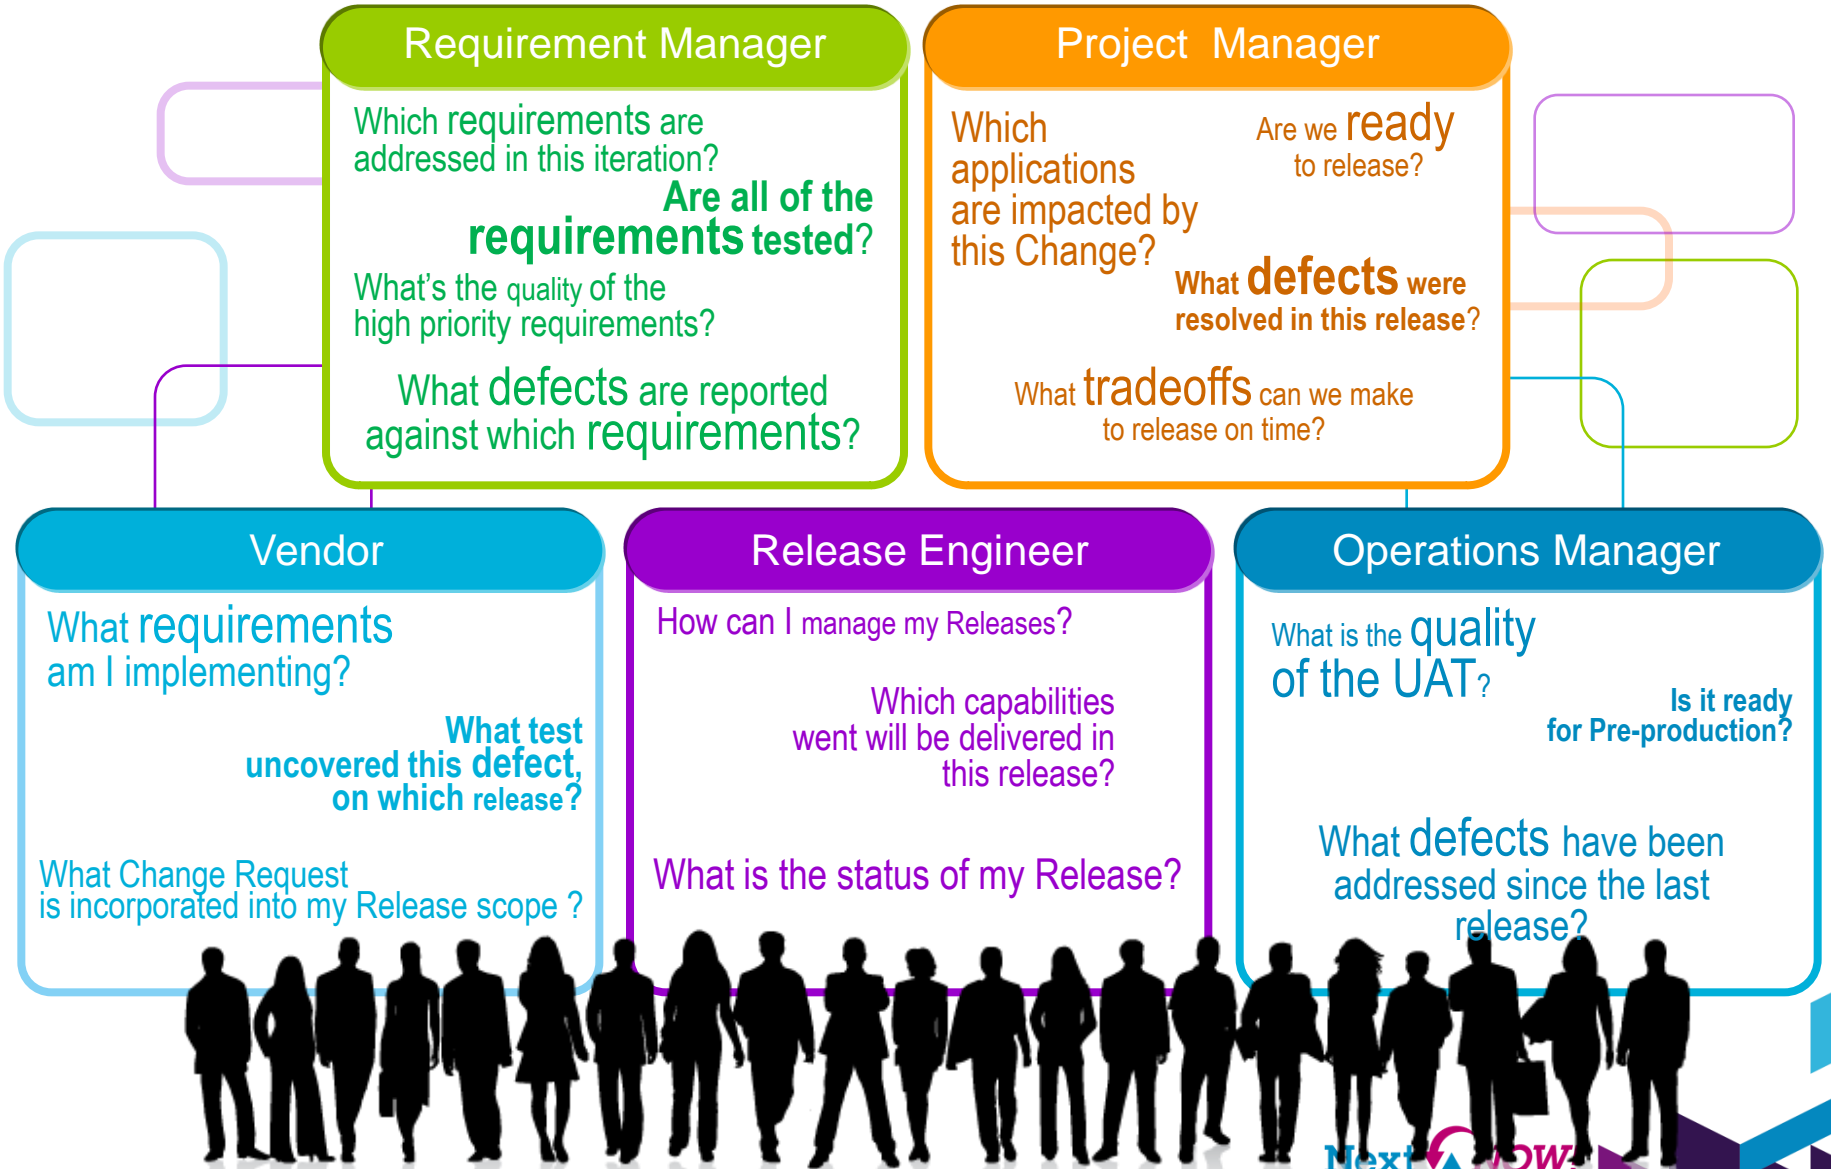 Requirement Manager
Which requirements are
addressed in this iteration?
Are all of the
requirements tested?
What's the quality of the
high priority requirements?
What defects are reported
against which requirements?
Project Manager
Which
applications
are impacted by
this Change?
Are we ready
to release?
What defects were
resolved in this release?
What tradeoffs can we make
to release on time?
Vendor
What requirements
am I implementing?
What test
uncovered this defect,
on which release?
What Change Request
is incorporated into my Release scope ?
Release Engineer
How can I manage my Releases?
Which capabilities
went will be delivered in
this release?
What is the status of my Release?
Operations Manager
What is the quality
of the UAT?
Is it ready
for Pre-production?
What defects have been
addressed since the last
release?
Next